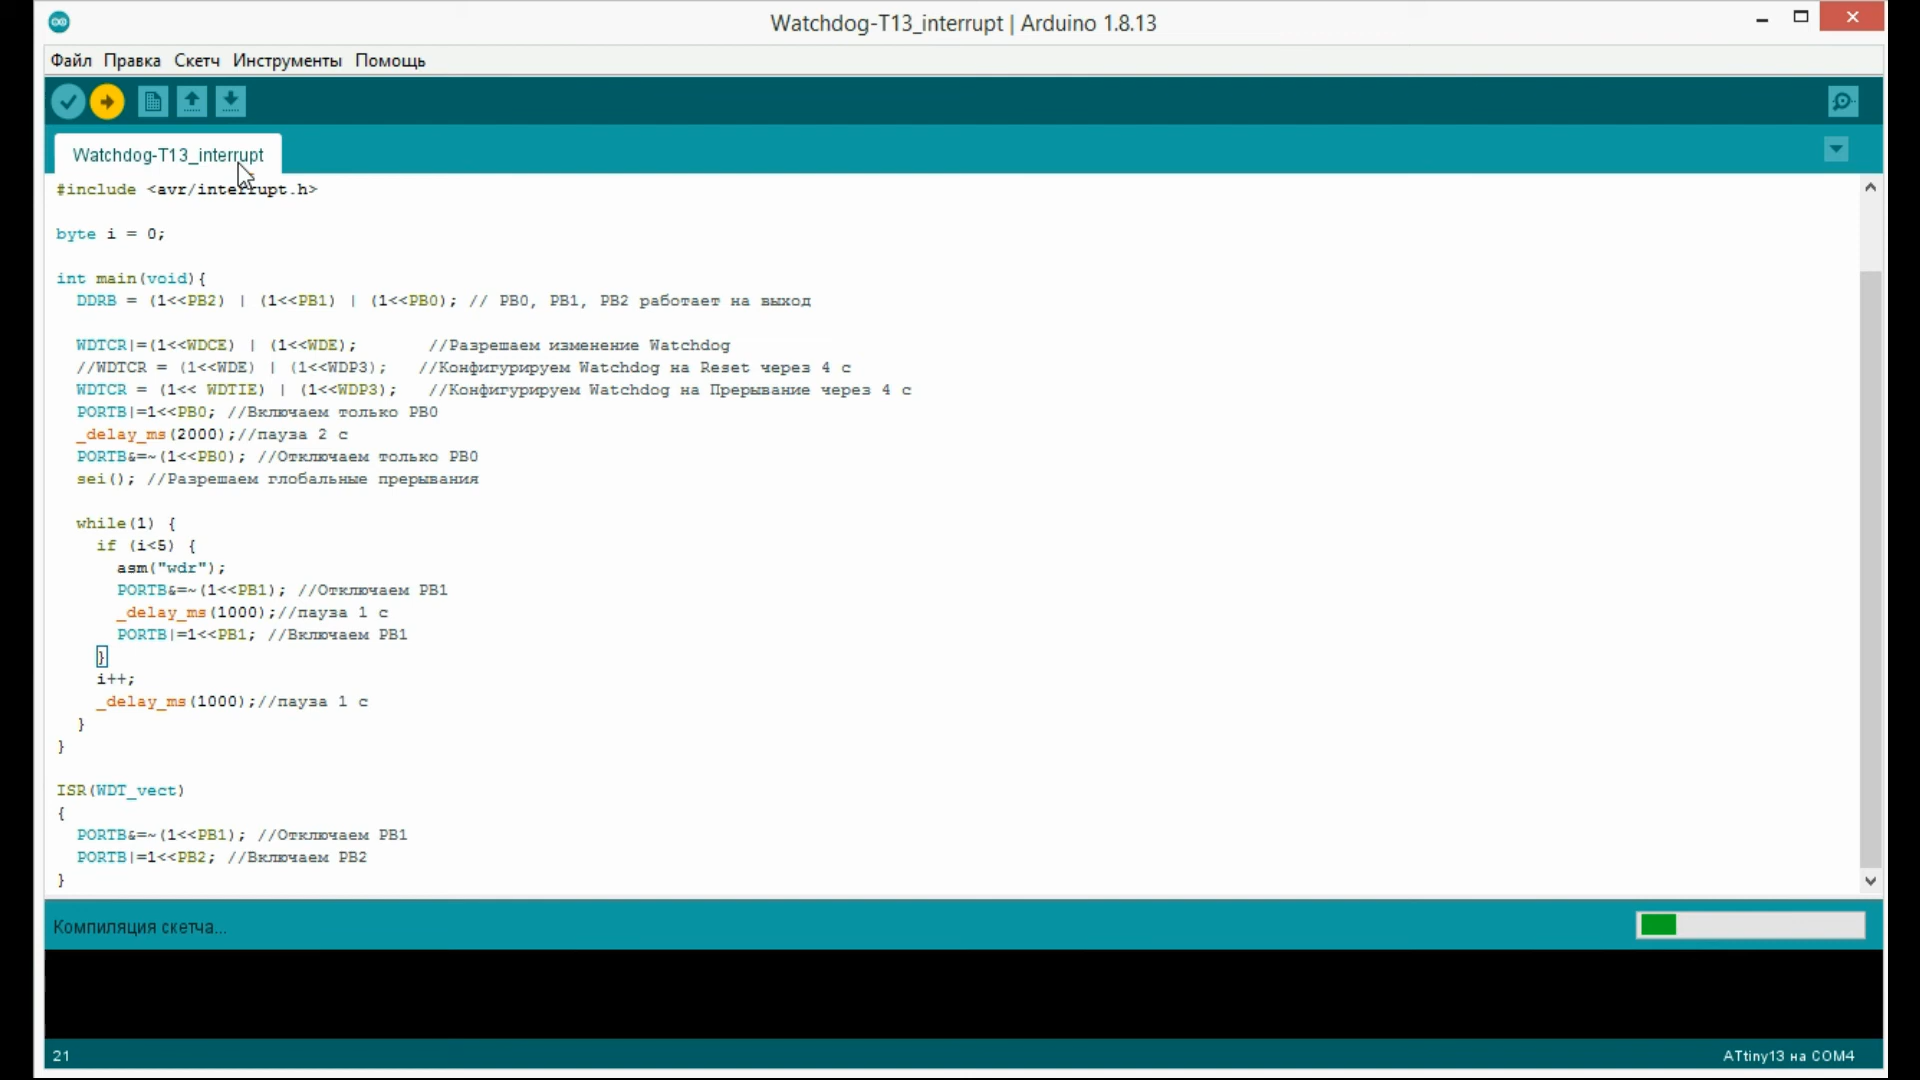 Watchdog-T13_interrupt | Arduino 1.8.13
Файл Правка Скетч Инструменты Помощь
Watchdog-T13_interrupt
#include <avr/interrupt.h>
byte i = 0;
int main(void){
DDRB = (1<<PB2) | (1<<PB1) | (1<<PB0); // PB0, PB1, PB2 работает на выход
WDTCR|=(1<<WDCE) | (1<<WDE); //Разрешаем изменение Watchdog
//WDTCR = (1<<WDE) | (1<<WDP3); //Конфигурируем Watchdog на Reset через 4 с
WDTCR = (1<< WDTIE) | (1<<WDP3); //Конфигурируем Watchdog на Прерывание через 4 с
PORTB|=1<<PB0; //Включаем только PB0
_delay_ms(2000);//пауза 2 с
PORTB&=~(1<<PB0); //Отключаем только PB0
sei(); //Разрешаем глобальные прерывания
while(1) {
if (i<5) {
asm("wdr");
PORTB&=~(1<<PB1); //Отключаем PB1
_delay_ms(1000);//пауза 1 с
PORTB|=1<<PB1; //Включаем PB1
}
i++;
_delay_ms(1000);//пауза 1 с
}
}
ISR(WDT_vect)
{
PORTB&=~(1<<PB1); //Отключаем PB1
PORTB|=1<<PB2; //Включаем PB2
}
Компиляция скетча...
21
ATtiny13 на COM4